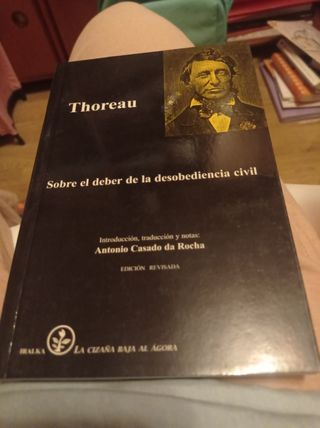 Thoreau
Sobre el deber de la desobediencia civil
Introducción, traducción y notas:
Antonio Casado da Rocha
EDICIÓN REVISADA
IRALKA LA CIZAÑA BAJA AL ÁGORA